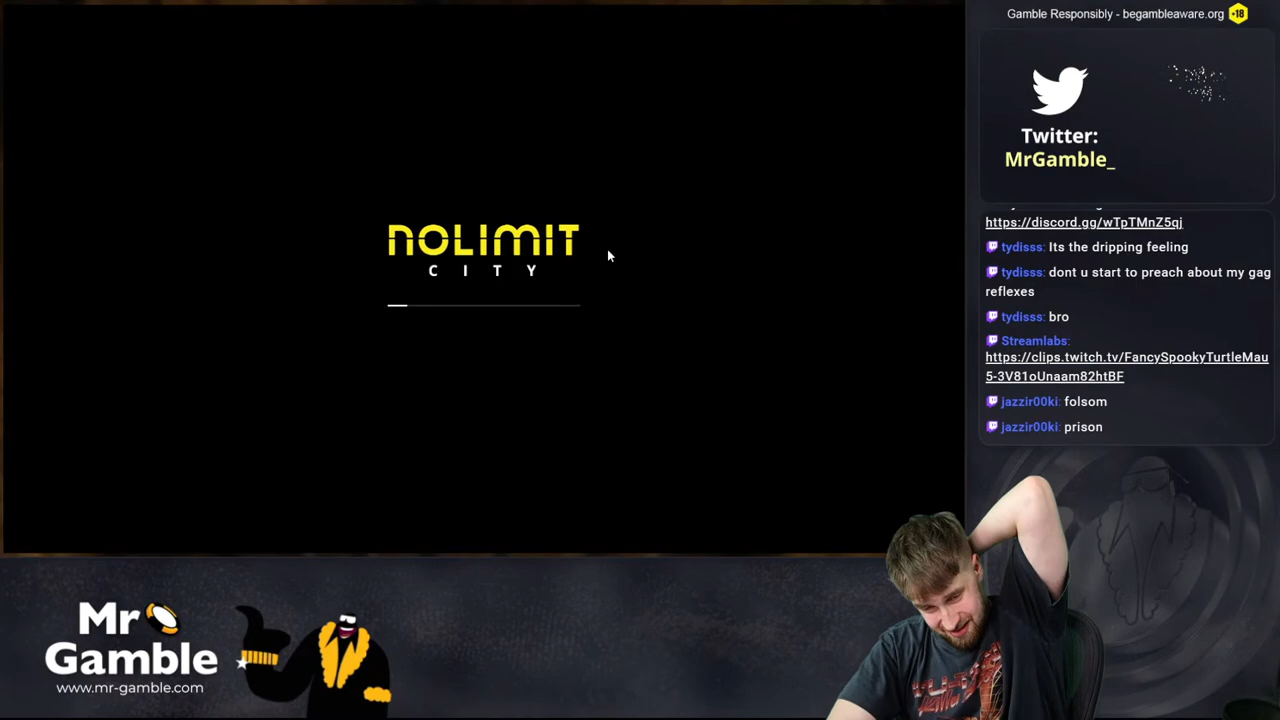 Gamble Responsibly - begambleaware.org +18
Twitter:
MrGamble_
https://discord.gg/wTpTMnZ5qj
tydisss: Its the dripping feeling
tydisss: dont u start to preach about my gag
reflexes
tydisss: bro
Streamlabs:
https://clips.twitch.tv/FancySpookyTurtleMau
5-3V81oUnaam82htBF
jazzir00ki: folsom
jazzir00ki: prison
NOLIMIT
CITY
Mr
Gamble
www.mr-gamble.com